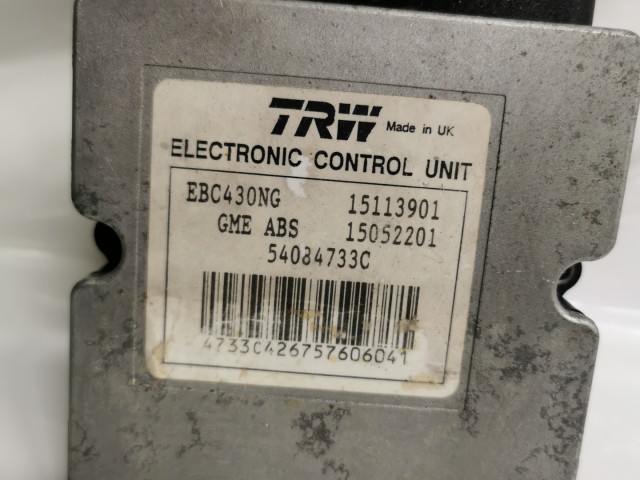 TRW Made in UK
ELECTRONIC CONTROL UNIT
EBC430NG 15113901
GME ABS 15052201
54084733C
4733C426757606041